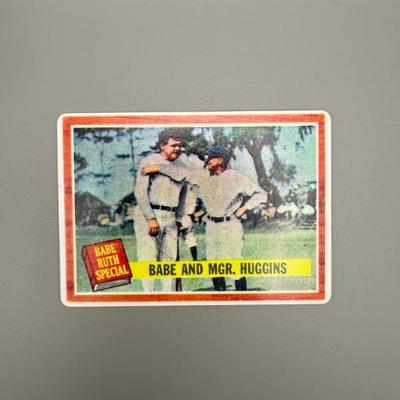 BABE
RUTH
SPECIAL
BABE AND MGR. HUGGINS